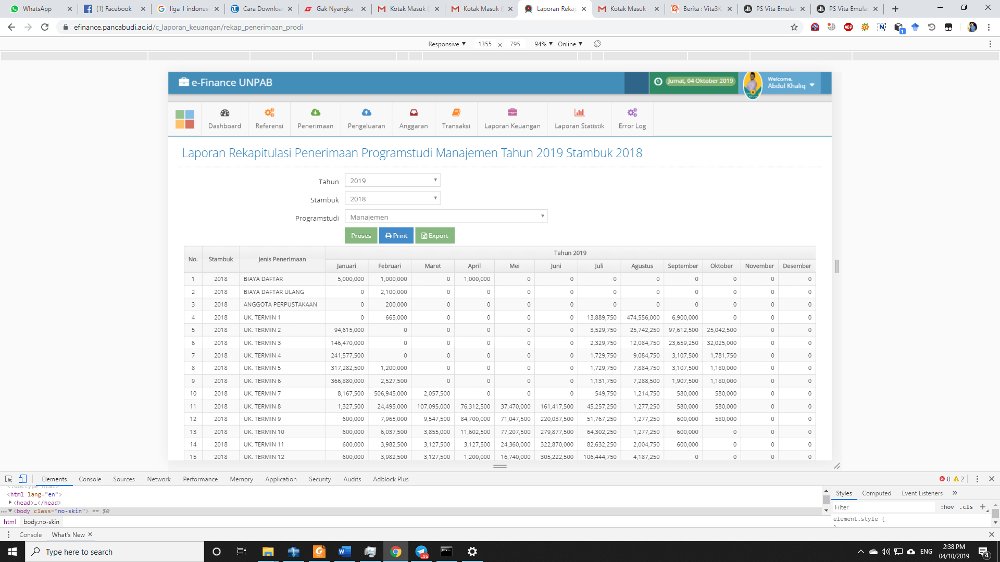 WhatsApp
(1) Facebook
liga 1 indones
Cara Downloa
Gak Nyangka,
Kotak Masuk (
Kotak Masuk (
Laporan Rekap
Kotak Masuk -
Berita : Vita3K
PS Vita Emulat
PS Vita Emulat
efinance.pancabudi.ac.id/c_laporan_keuangan/rekap_penerimaan_prodi
Responsive ▼ 1355 x 795 94% ▼ Online ▼
e-Finance UNPAB
Jumat, 04 Oktober 2019
Welcome,
Abdul Khaliq
Dashboard Referensi Penerimaan Pengeluaran Anggaran Transaksi Laporan Keuangan Laporan Statistik Error Log
Laporan Rekapitulasi Penerimaan Programstudi Manajemen Tahun 2019 Stambuk 2018
Tahun 2019
Stambuk 2018
Programstudi Manajemen
Proses Print Export
No. Stambuk Jenis Penerimaan Tahun 2019
Januari Februari Maret April Mei Juni Juli Agustus September Oktober November Desember
1 2018 BIAYA DAFTAR 5,000,000 1,000,000 0 1,000,000 0 0 0 0 0 0 0 0
2 2018 BIAYA DAFTAR ULANG 0 2,100,000 0 0 0 0 0 0 0 0 0 0
3 2018 ANGGOTA PERPUSTAKAAN 0 200,000 0 0 0 0 0 0 0 0 0 0
4 2018 UK. TERMIN 1 0 665,000 0 0 0 0 13,889,750 474,556,000 6,900,000 0 0 0
5 2018 UK. TERMIN 2 94,615,000 0 0 0 0 0 3,529,750 25,742,250 97,612,500 25,042,500 0 0
6 2018 UK. TERMIN 3 146,470,000 0 0 0 0 0 2,329,750 12,084,750 23,659,250 32,025,000 0 0
7 2018 UK. TERMIN 4 241,577,500 0 0 0 0 0 1,729,750 9,084,750 3,107,500 1,781,750 0 0
8 2018 UK. TERMIN 5 317,282,500 1,200,000 0 0 0 0 1,729,750 7,884,750 3,107,500 1,180,000 0 0
9 2018 UK. TERMIN 6 366,880,000 2,527,500 0 0 0 0 1,131,750 7,288,500 1,907,500 1,180,000 0 0
10 2018 UK. TERMIN 7 8,167,500 506,945,000 2,057,500 0 0 0 549,750 1,214,750 580,000 580,000 0 0
11 2018 UK. TERMIN 8 1,327,500 24,495,000 107,095,000 76,312,500 37,470,000 161,417,500 45,257,250 1,277,250 580,000 580,000 0 0
12 2018 UK. TERMIN 9 600,000 7,965,000 9,547,500 84,700,000 71,047,500 220,037,500 51,767,250 1,277,250 600,000 580,000 0 0
13 2018 UK. TERMIN 10 600,000 6,037,500 3,855,000 11,602,500 77,207,500 279,877,500 64,302,250 1,277,250 600,000 0 0 0
14 2018 UK. TERMIN 11 600,000 3,982,500 3,127,500 3,127,500 24,360,000 322,870,000 82,632,250 2,004,750 600,000 0 0 0
15 2018 UK. TERMIN 12 600,000 3,982,500 3,127,500 1,200,000 16,740,000 305,222,500 106,444,750 4,187,250 0 0 0 0
Elements Console Sources Network Performance Memory Application Security Audits Adblock Plus 8 2
<!doctype html>
<html lang="en">
<head>…</head>
<body class="no-skin"> == $0
html body.no-skin
Styles Computed Event Listeners »
Filter :hov .cls +
element.style {
Console What's New
Type here to search
ENG
2:38 PM
04/10/2019
4